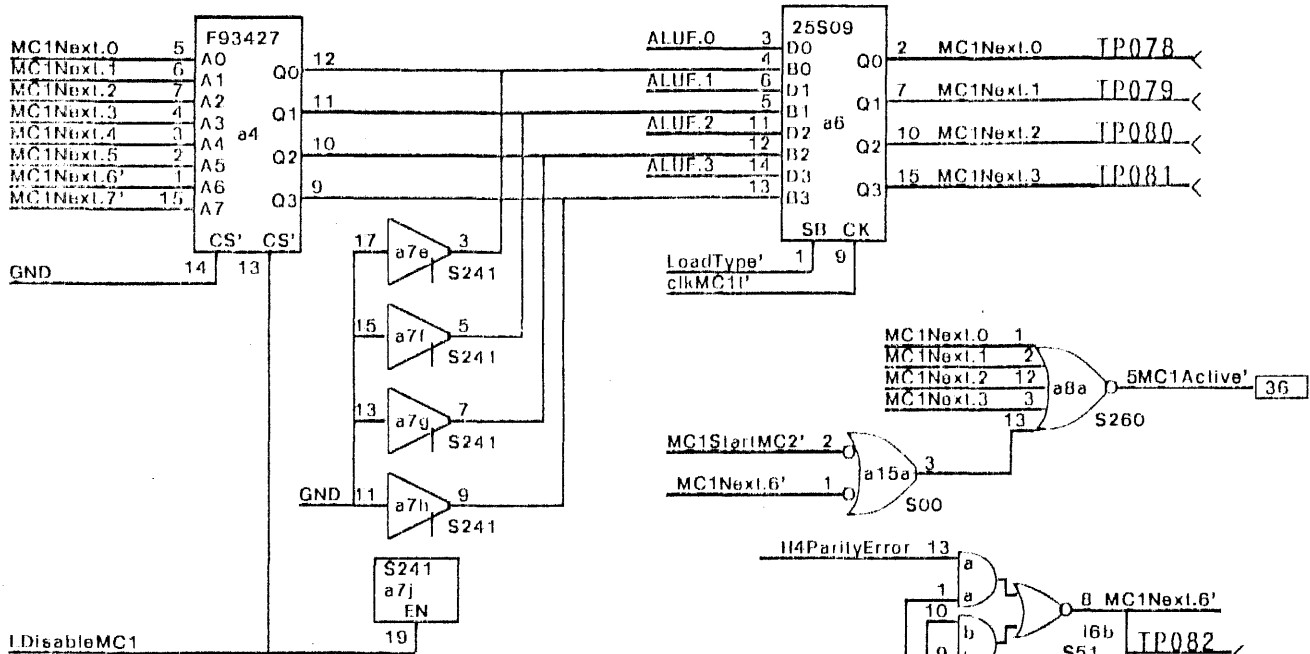 F93427
MC1Next.0 5 A0
MC1Next.1 6 A1
MC1Next.2 7 A2
MC1Next.3 4 A3
MC1Next.4 3 A4
MC1Next.5 2 A5
MC1Next.6' 1 A6
MC1Next.7' 15 A7
a4
Q0 12
Q1 11
Q2 10
Q3 9
CS' CS'
GND 14 13
25S09
ALUF.0 3 D0
4 B0
ALUF.1 6 D1
5 B1
ALUF.2 11 D2
12 B2
ALUF.3 14 D3
13 B3
a6
Q0 2 MC1Next.0 TP078
Q1 7 MC1Next.1 TP079
Q2 10 MC1Next.2 TP080
Q3 15 MC1Next.3 TP081
SB CK
LoadType' 1 9
clkMC1t'
17 a7e 3
S241
15 a7f 5
S241
13 a7g 7
S241
GND 11 a7h 9
S241
S241
a7j
EN
19
LDisableMC1
MC1Next.0 1
MC1Next.1 2
MC1Next.2 12
MC1Next.3 3
13
a8a
5MC1Active' 36
S260
MC1StartMC2' 2
MC1Next.6' 1
a15a 3
S00
H4ParityError 13 a
1 a
10 b
9
8 MC1Next.6'
i6b
S51
TP082